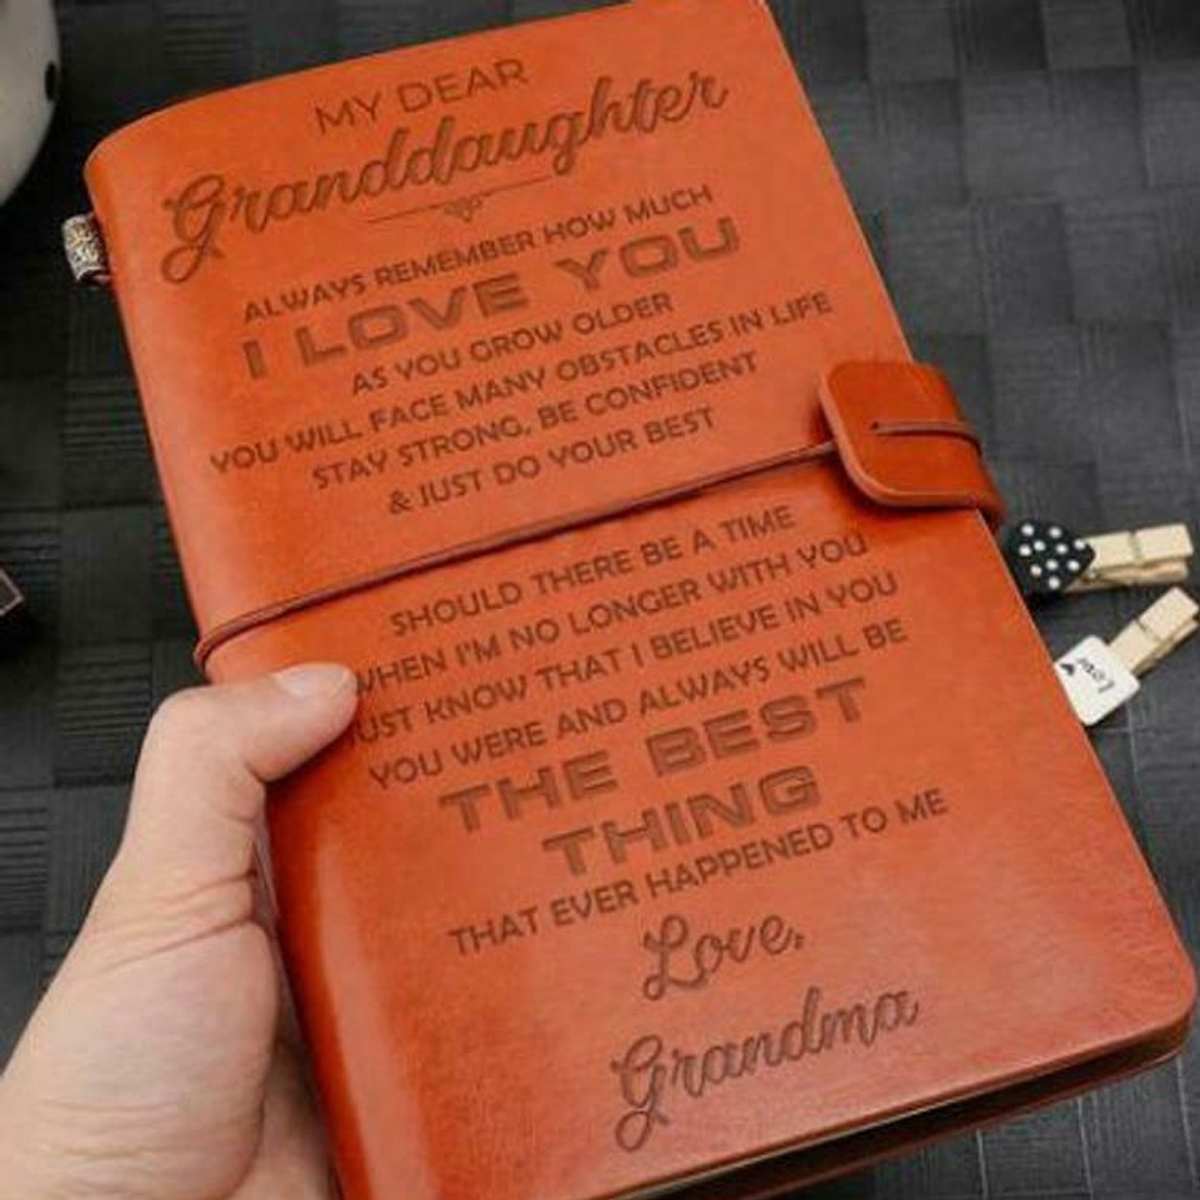 MY DEAR
Granddaughter
ALWAYS REMEMBER HOW MUCH
I LOVE YOU
AS YOU GROW OLDER
YOU WILL FACE MANY OBSTACLES IN LIFE
STAY STRONG, BE CONFIDENT
& JUST DO YOUR BEST
SHOULD THERE BE A TIME
WHEN I'M NO LONGER WITH YOU
JUST KNOW THAT I BELIEVE IN YOU
YOU WERE AND ALWAYS WILL BE
THE BEST
THING
THAT EVER HAPPENED TO ME
Love,
Grandma
Love